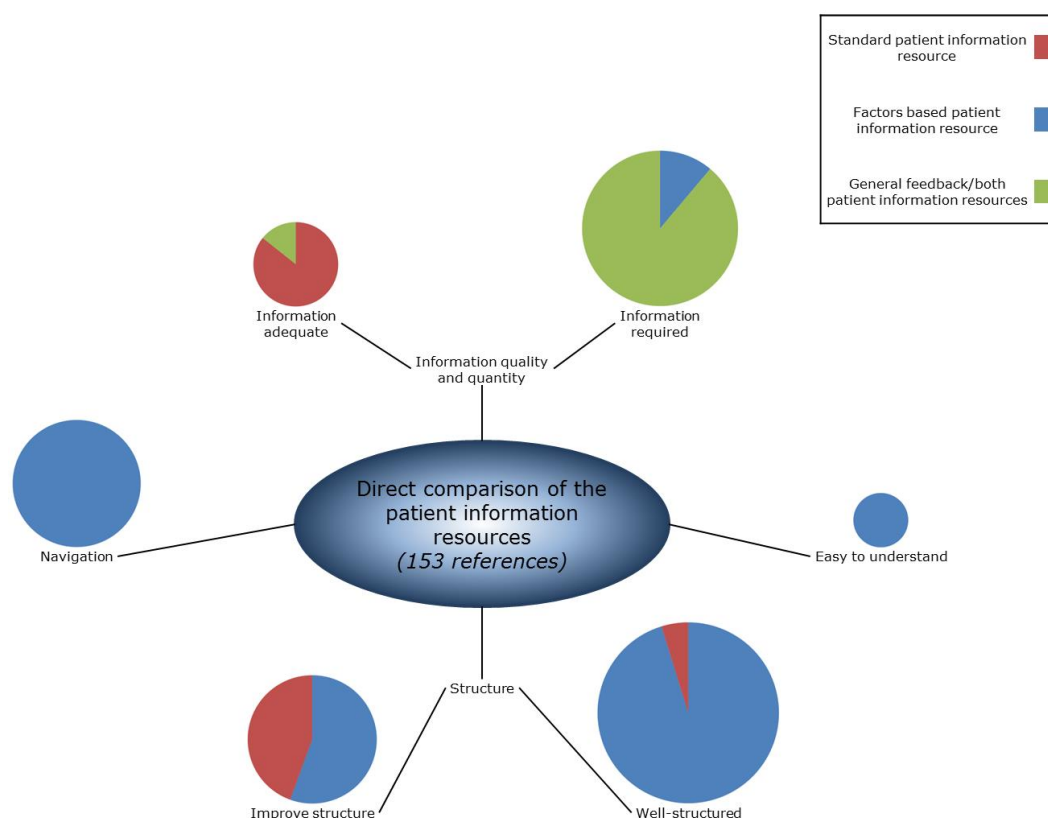 Standard patient information
resource
Factors based patient
information resource
General feedback/both
patient information resources
Information
adequate
Information
required
Information quality
and quantity
Direct comparison of the
patient information
resources
(153 references)
Navigation
Easy to understand
Structure
Improve structure
Well-structured